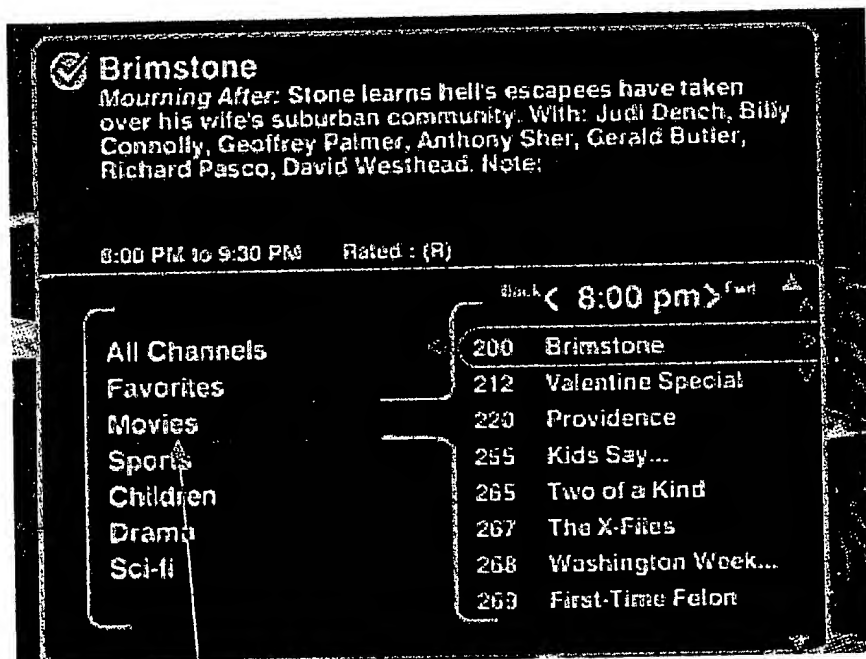 Brimstone
Mourning After: Stone learns hell's escapees have taken
over his wife's suburban community. With: Judi Dench, Billy
Connolly, Geoffrey Palmer, Anthony Sher, Gerald Butler,
Richard Pasco, David Westhead. Note:
8:00 PM to 9:30 PM Rated : (R)
Back < 8:00 pm > Fwd
All Channels
Favorites
Movies
Sports
Children
Drama
Sci-fi
200 Brimstone
212 Valentine Special
220 Providence
255 Kids Say...
265 Two of a Kind
267 The X-Files
268 Washington Week...
269 First-Time Felon